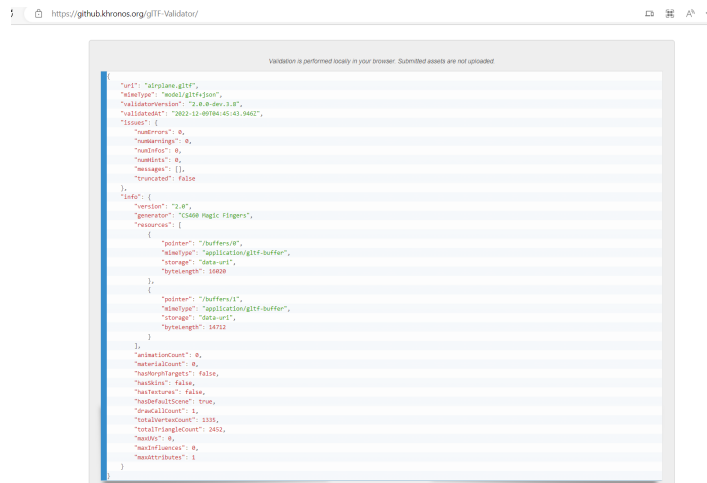 https://github.khronos.org/glTF-Validator/
Validation is performed locally in your browser. Submitted assets are not uploaded.
{
"uri": "airplane.gltf",
"mimeType": "model/gltf+json",
"validatorVersion": "2.0.0-dev.3.8",
"validatedAt": "2022-12-09T04:45:43.946Z",
"issues": {
"numErrors": 0,
"numWarnings": 0,
"numInfos": 0,
"numHints": 0,
"messages": [],
"truncated": false
},
"info": {
"version": "2.0",
"generator": "CS460 Magic Fingers",
"resources": [
{
"pointer": "/buffers/0",
"mimeType": "application/gltf-buffer",
"storage": "data-uri",
"byteLength": 16020
},
{
"pointer": "/buffers/1",
"mimeType": "application/gltf-buffer",
"storage": "data-uri",
"byteLength": 14712
}
],
"animationCount": 0,
"materialCount": 0,
"hasMorphTargets": false,
"hasSkins": false,
"hasTextures": false,
"hasDefaultScene": true,
"drawCallCount": 1,
"totalVertexCount": 1335,
"totalTriangleCount": 2452,
"maxUVs": 0,
"maxInfluences": 0,
"maxAttributes": 1
}
}